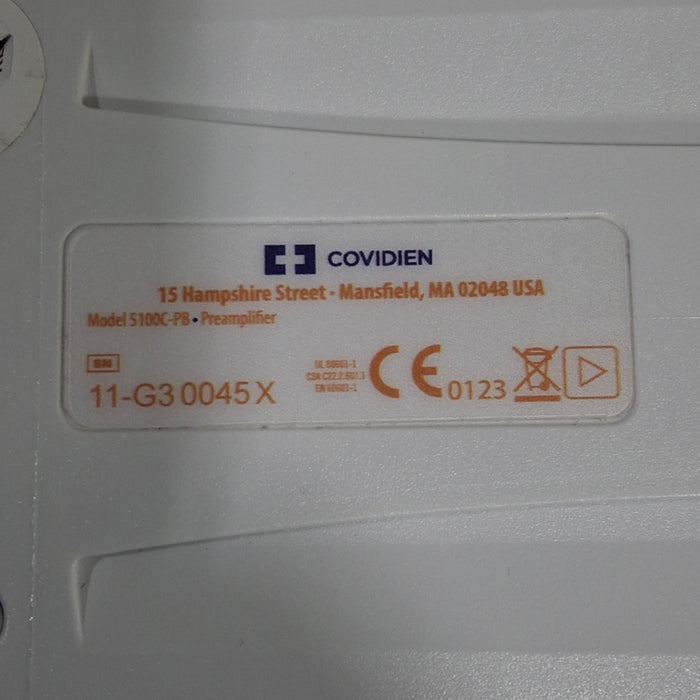 COVIDIEN
15 Hampshire Street • Mansfield, MA 02048 USA
Model 5100C-PB • Preamplifier
SN
11-G3 0045 X
UL 60601-1
CSA C22.2.601.1
EN 60601-1
CE 0123